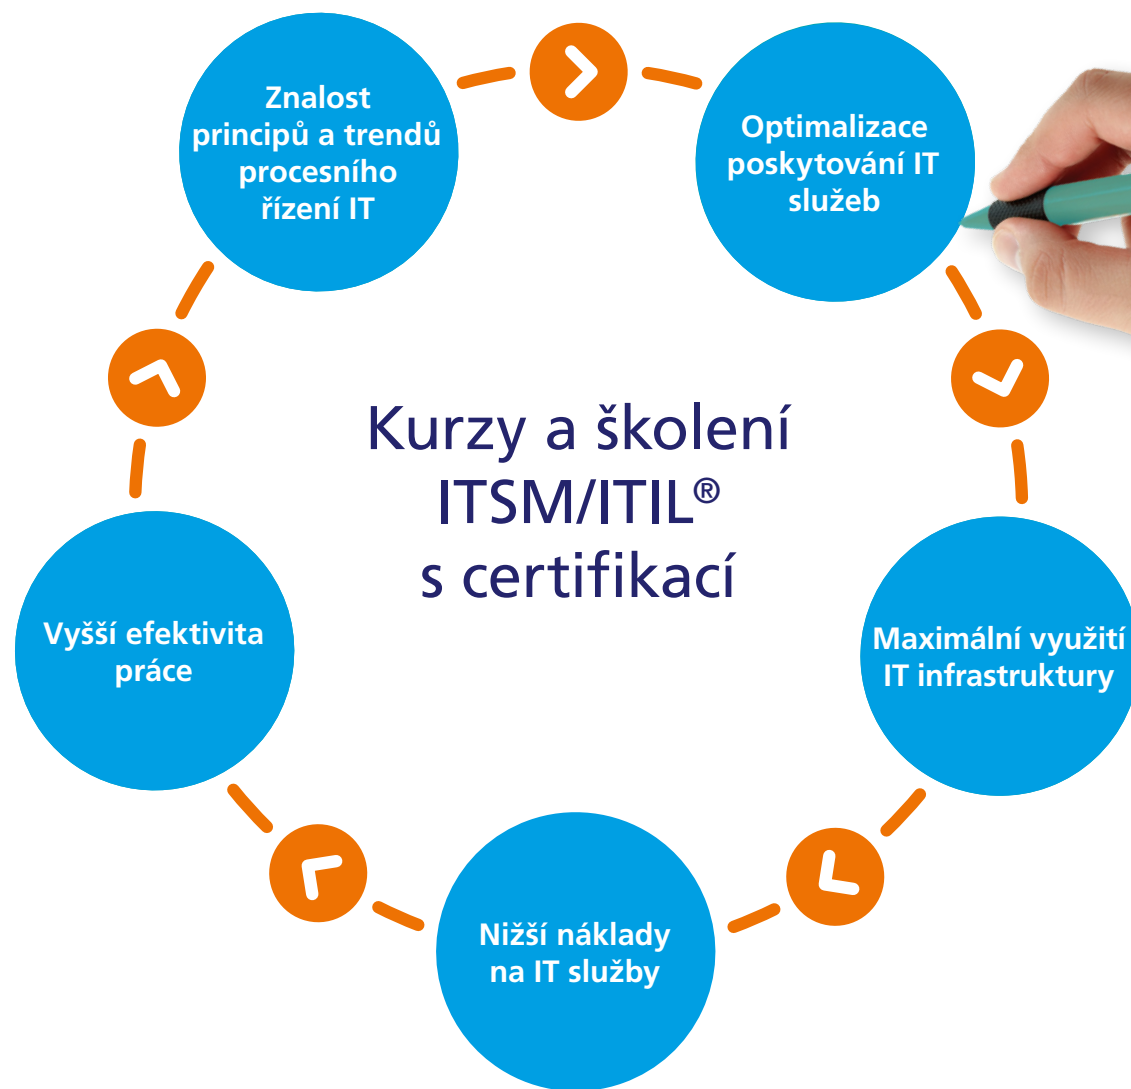 Znalost
principů a trendů
procesního
řízení IT
Optimalizace
poskytování IT
služeb
Kurzy a školení
ITSM/ITIL®
s certifikací
Vyšší efektivita
práce
Maximální využití
IT infrastruktury
Nižší náklady
na IT služby